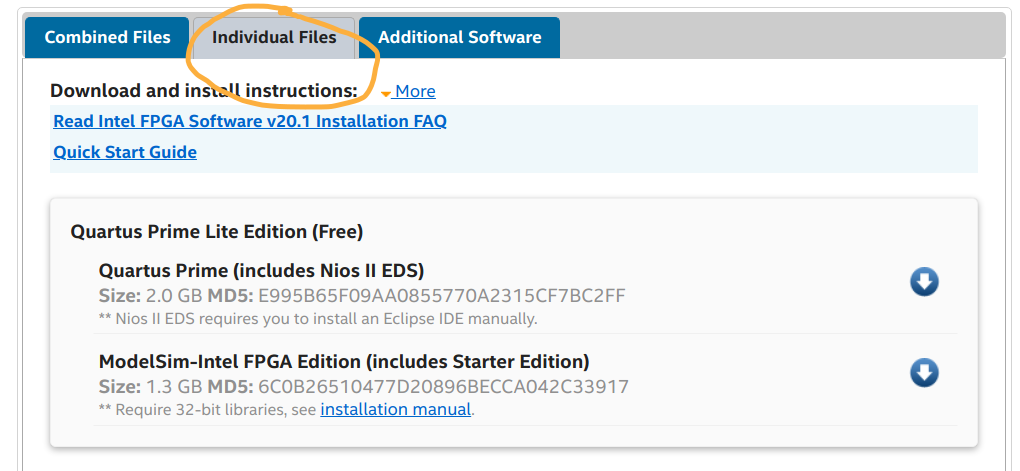 Combined Files
Individual Files
Additional Software
Download and install instructions: More
Read Intel FPGA Software v20.1 Installation FAQ
Quick Start Guide
Quartus Prime Lite Edition (Free)
Quartus Prime (includes Nios II EDS)
Size: 2.0 GB MD5: E995B65F09AA0855770A2315CF7BC2FF
** Nios II EDS requires you to install an Eclipse IDE manually.
ModelSim-Intel FPGA Edition (includes Starter Edition)
Size: 1.3 GB MD5: 6C0B26510477D20896BECCA042C33917
** Require 32-bit libraries, see installation manual.